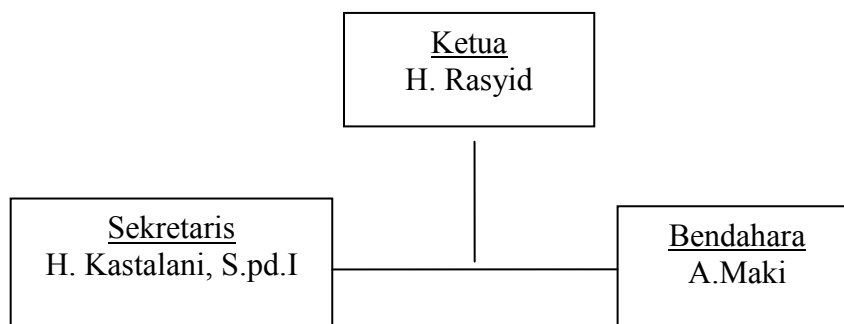 Ketua
H. Rasyid
Sekretaris
H. Kastalani, S.pd.I
Bendahara
A.Maki